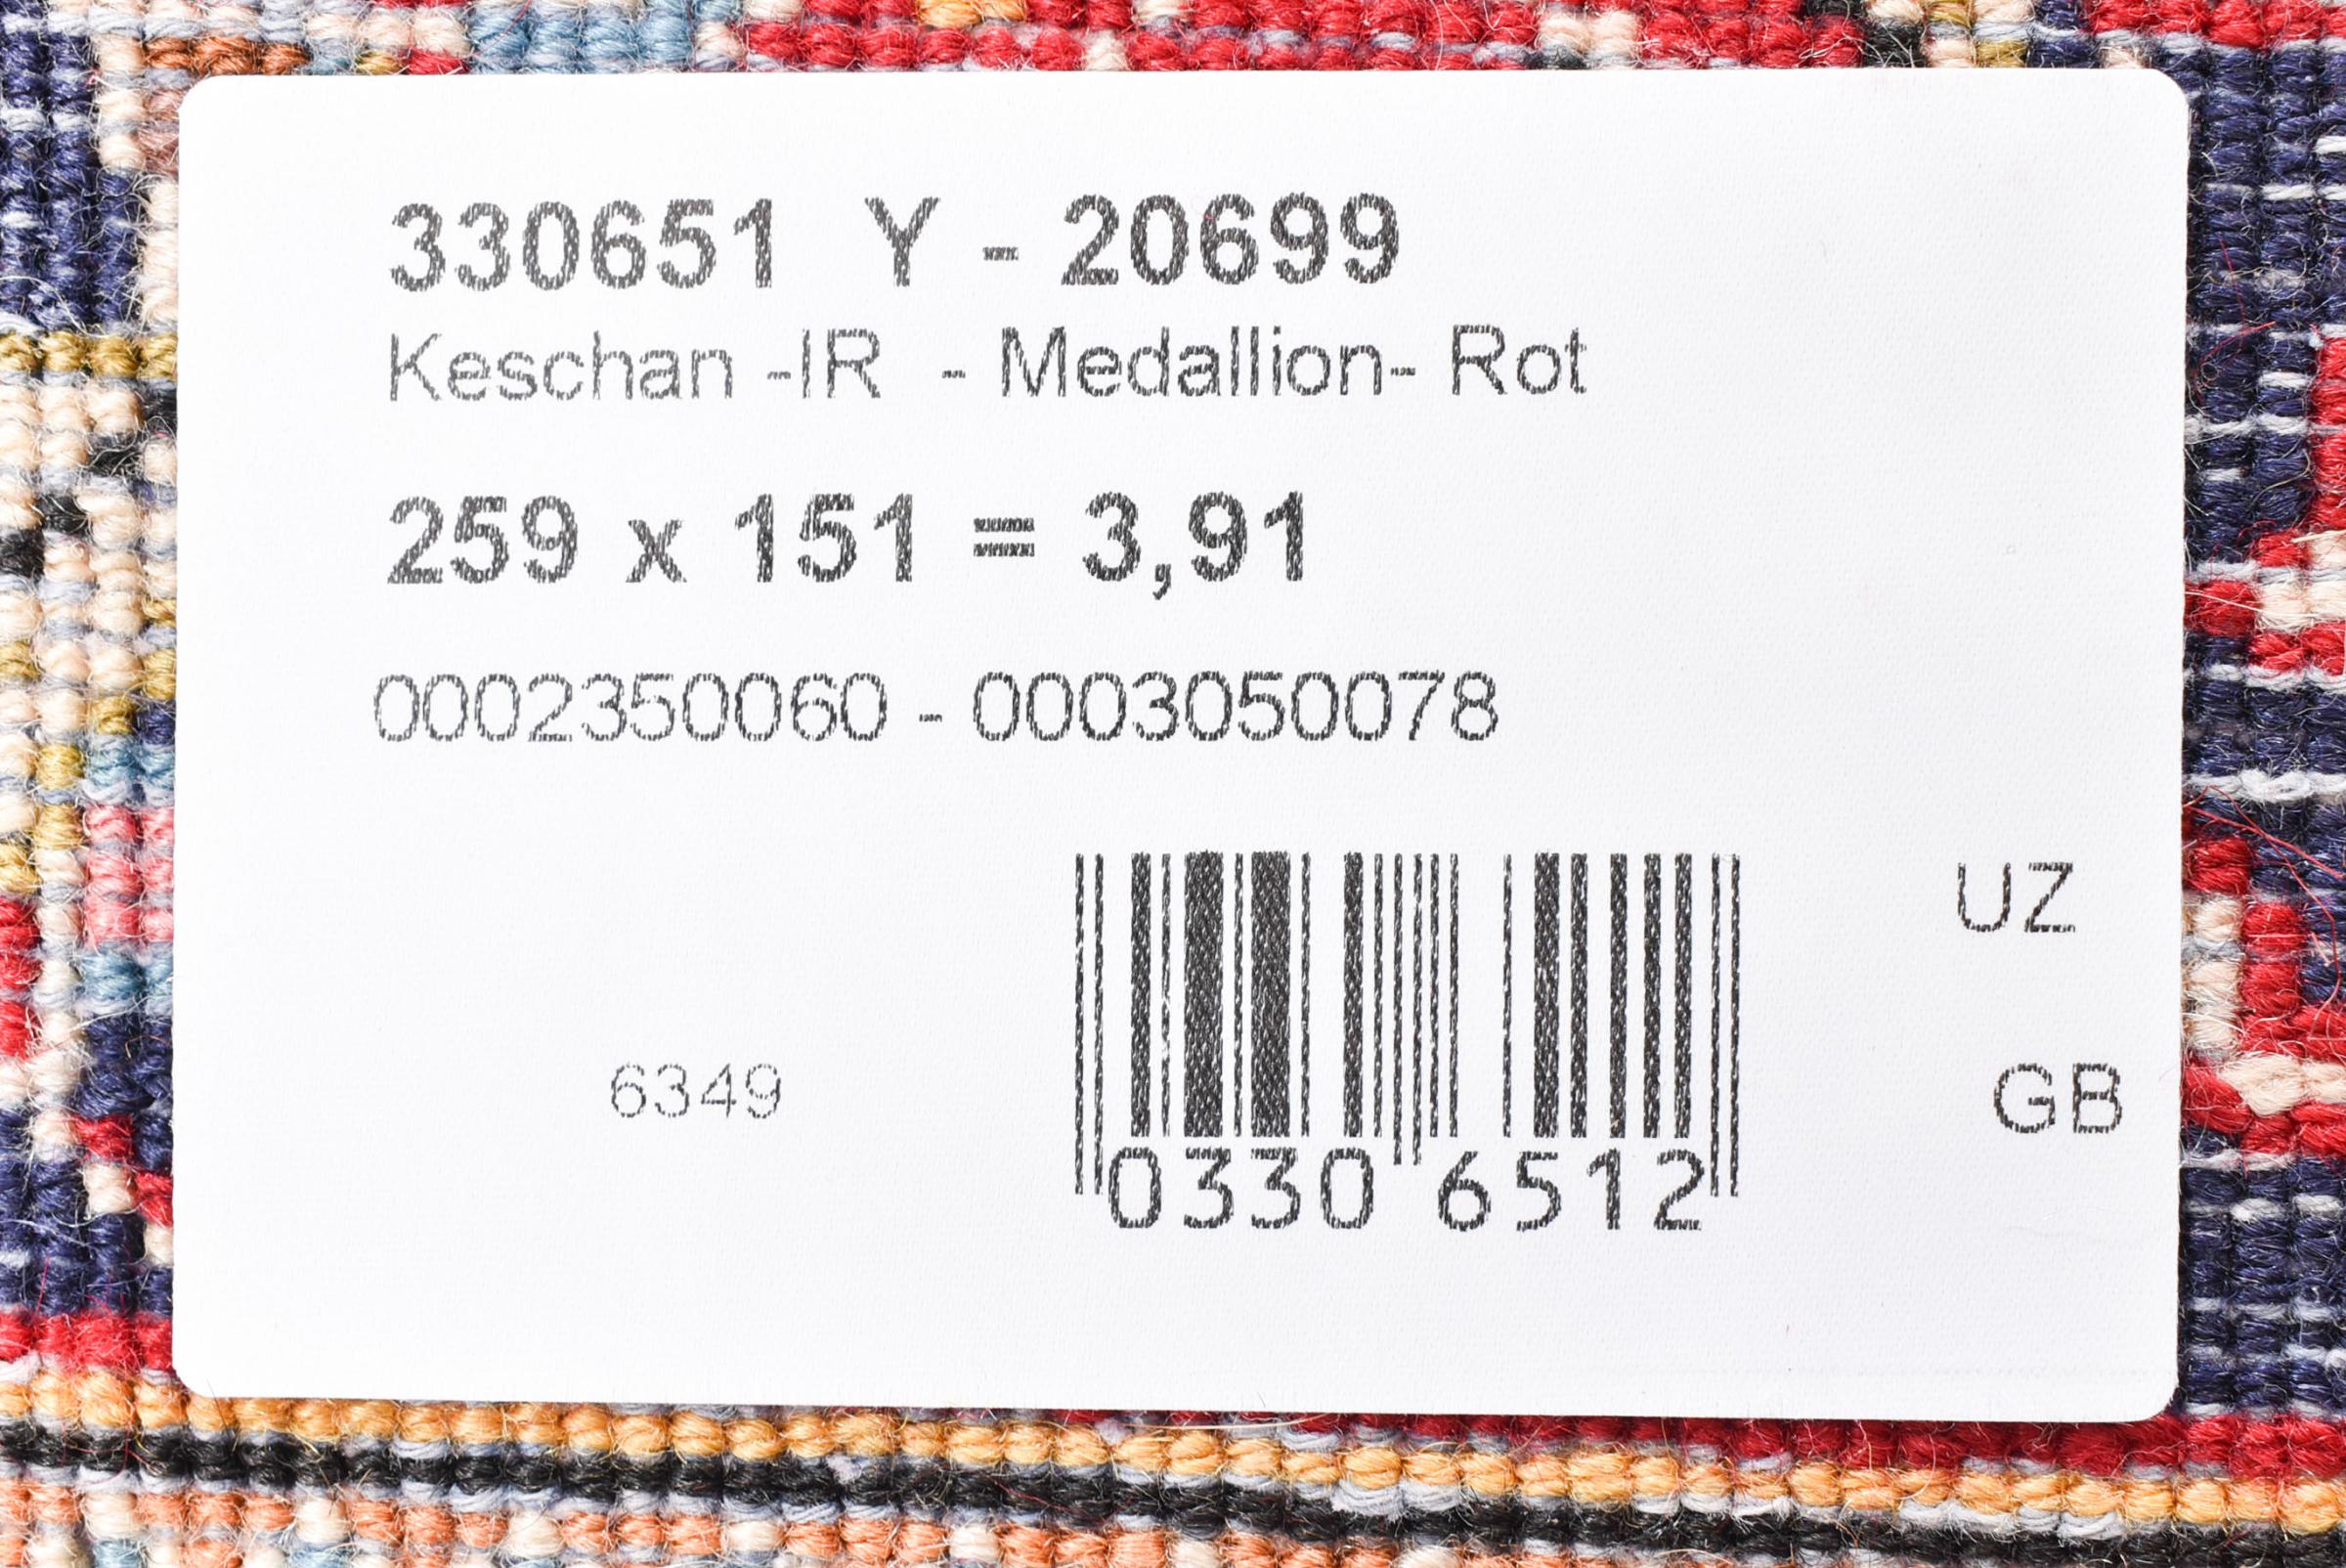 330651 Y - 20699
Keschan -IR - Medallion- Rot
259 x 151 = 3,91
0002350060 - 0003050078
UZ
6349
GB
0330 6512